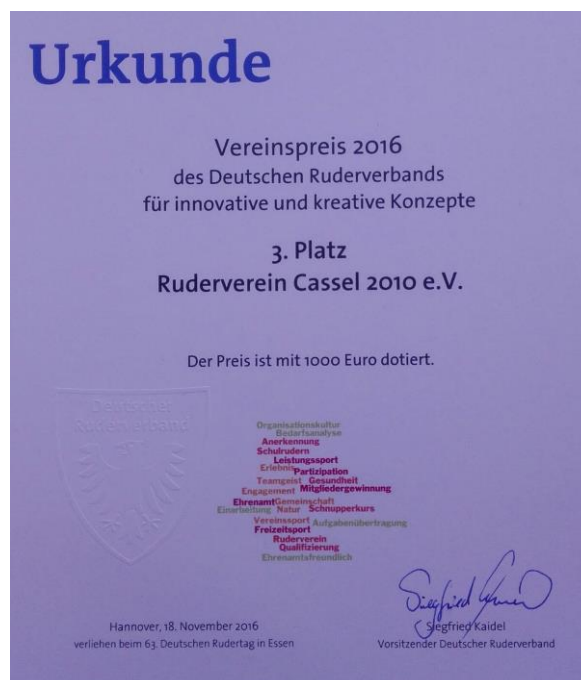 Urkunde
Vereinspreis 2016
des Deutschen Ruderverbands
für innovative und kreative Konzepte
3. Platz
Ruderverein Cassel 2010 e.V.
Der Preis ist mit 1000 Euro dotiert.
Deutscher
Ruderverband
Organisationskultur
Bedarfsanalyse
Anerkennung
Schulrudern
Leistungssport
Erlebnis Partizipation
Teamgeist Gesundheit
Engagement Mitgliedergewinnung
Ehrenamt Gemeinschaft
Einarbeitung Natur Schnupperkurs
Vereinssport Aufgabenübertragung
Freizeitsport
Ruderverein
Qualifizierung
Ehrenamtsfreundlich
Siegfried Kaidel
Hannover, 18. November 2016
verliehen beim 63. Deutschen Rudertag in Essen
Siegfried Kaidel
Vorsitzender Deutscher Ruderverband